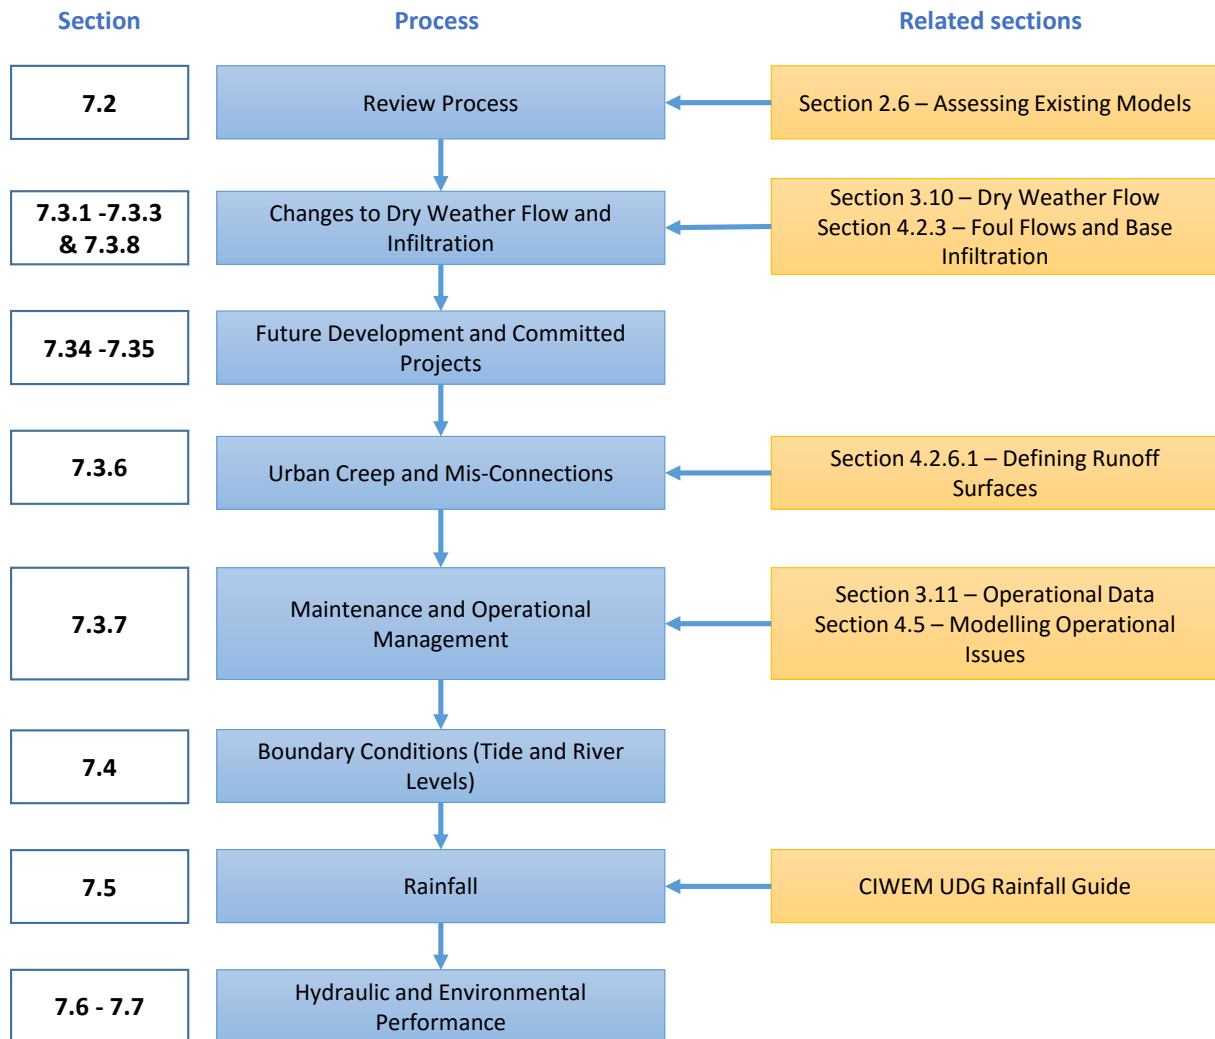 Section
Process
Related sections
7.2
Review Process
Section 2.6 – Assessing Existing Models
7.3.1 -7.3.3
& 7.3.8
Changes to Dry Weather Flow and
Infiltration
Section 3.10 – Dry Weather Flow
Section 4.2.3 – Foul Flows and Base
Infiltration
7.34 -7.35
Future Development and Committed
Projects
7.3.6
Urban Creep and Mis-Connections
Section 4.2.6.1 – Defining Runoff
Surfaces
7.3.7
Maintenance and Operational
Management
Section 3.11 – Operational Data
Section 4.5 – Modelling Operational
Issues
7.4
Boundary Conditions (Tide and River
Levels)
7.5
Rainfall
CIWEM UDG Rainfall Guide
7.6 - 7.7
Hydraulic and Environmental
Performance